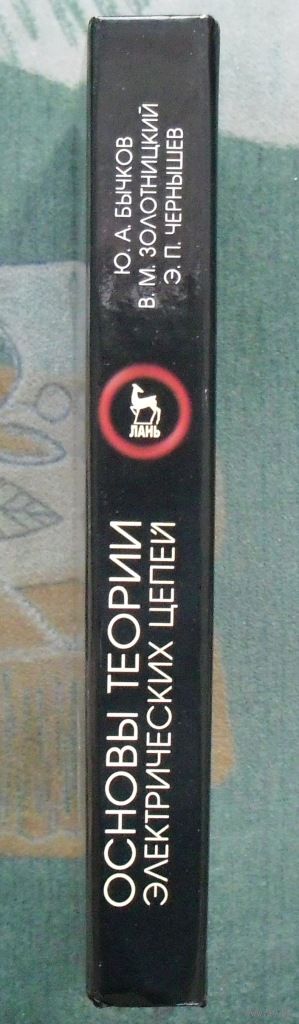 Ю. А. БЫЧКОВ
В. М. ЗОЛОТНИЦКИЙ
Э. П. ЧЕРНЫШЕВ
ЛАНЬ
ОСНОВЫ ТЕОРИИ
ЭЛЕКТРИЧЕСКИХ ЦЕПЕЙ